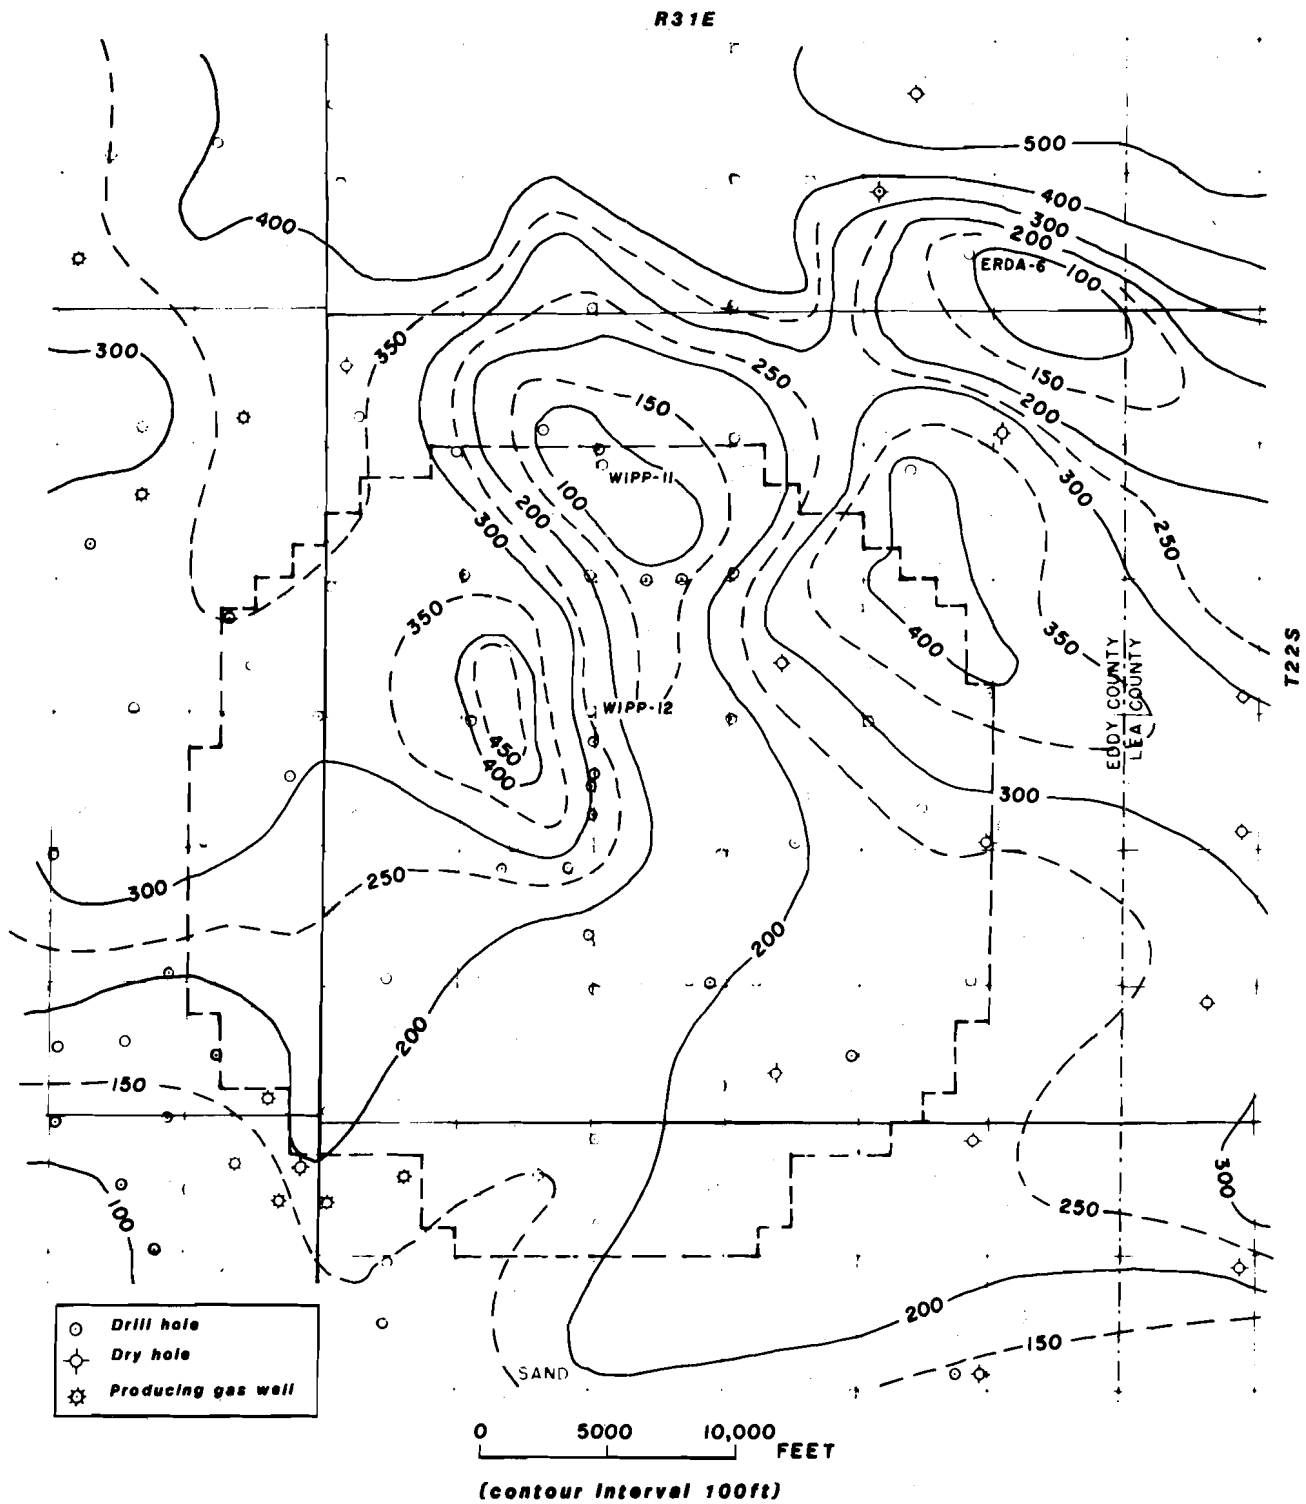 R31E
500
400
400
300
200
ERDA-6
100
300
350
250
150
150
200
WIPP-11
100
200
300
300
250
350
400
350
EDDY COUNTY
LEA COUNTY
T22S
WIPP-12
450
400
300
300
250
200
200
150
100
300
250
200
150
SAND
Drill hole
Dry hole
Producing gas well
0 5000 10,000 FEET
(contour interval 100ft)